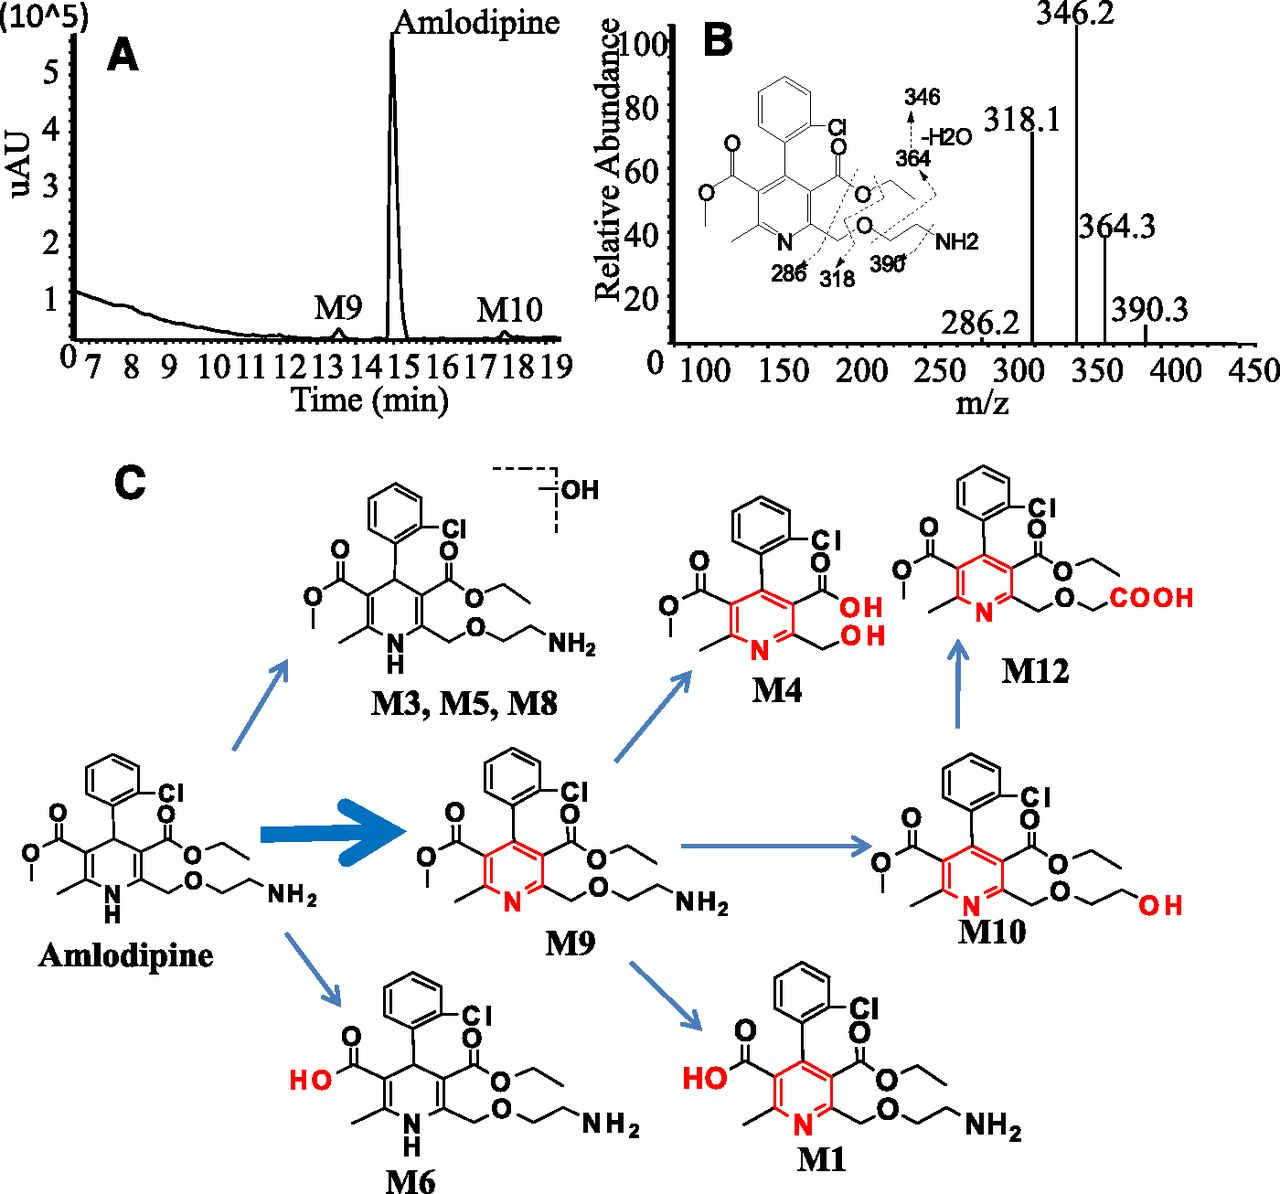 (10^5)
A
Amlodipine
5
4
3
2
1
0
uAU
M9
M10
7 8 9 10 11 12 13 14 15 16 17 18 19
Time (min)
B
346.2
100
80
60
40
20
0
Relative Abundance
318.1
364.3
390.3
286.2
100 150 200 250 300 350 400 450
m/z
346
-H2O
364
Cl
O
O
O
O
O
N
NH2
286
318
390
C
OH
Cl
O
O
O
O
O
N
H
NH2
M3, M5, M8
Cl
O
O
O
OH
OH
N
M4
Cl
O
O
O
O
O
COOH
N
M12
Cl
O
O
O
O
O
N
H
NH2
Amlodipine
Cl
O
O
O
O
O
N
NH2
M9
Cl
O
O
O
O
O
N
OH
M10
Cl
O
O
HO
O
O
N
H
NH2
M6
Cl
O
O
HO
O
O
N
NH2
M1